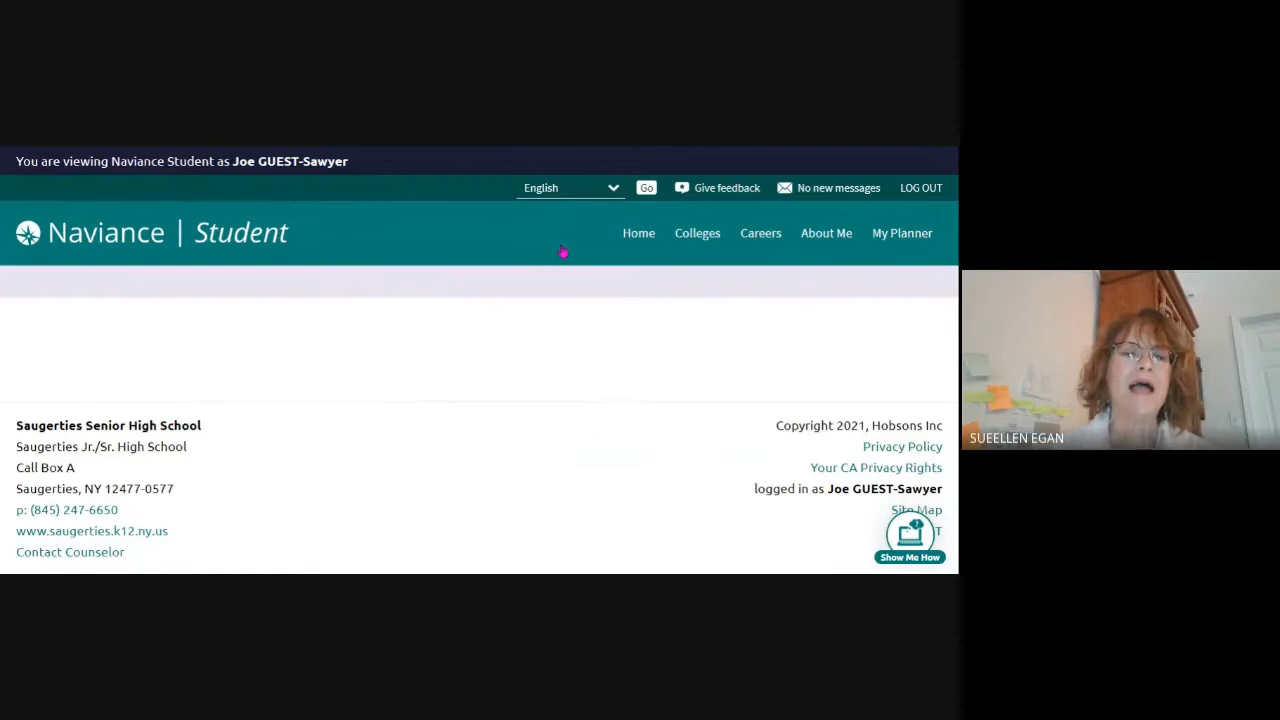 You are viewing Naviance Student as Joe GUEST-Sawyer
English Go Give feedback No new messages LOG OUT
Naviance | Student Home Colleges Careers About Me My Planner
Saugerties Senior High School
Saugerties Jr./Sr. High School
Call Box A
Saugerties, NY 12477-0577
p: (845) 247-6650
www.saugerties.k12.ny.us
Contact Counselor
Copyright 2021, Hobsons Inc
Privacy Policy
Your CA Privacy Rights
logged in as Joe GUEST-Sawyer
Site Map
T
Show Me How
SUEELLEN EGAN